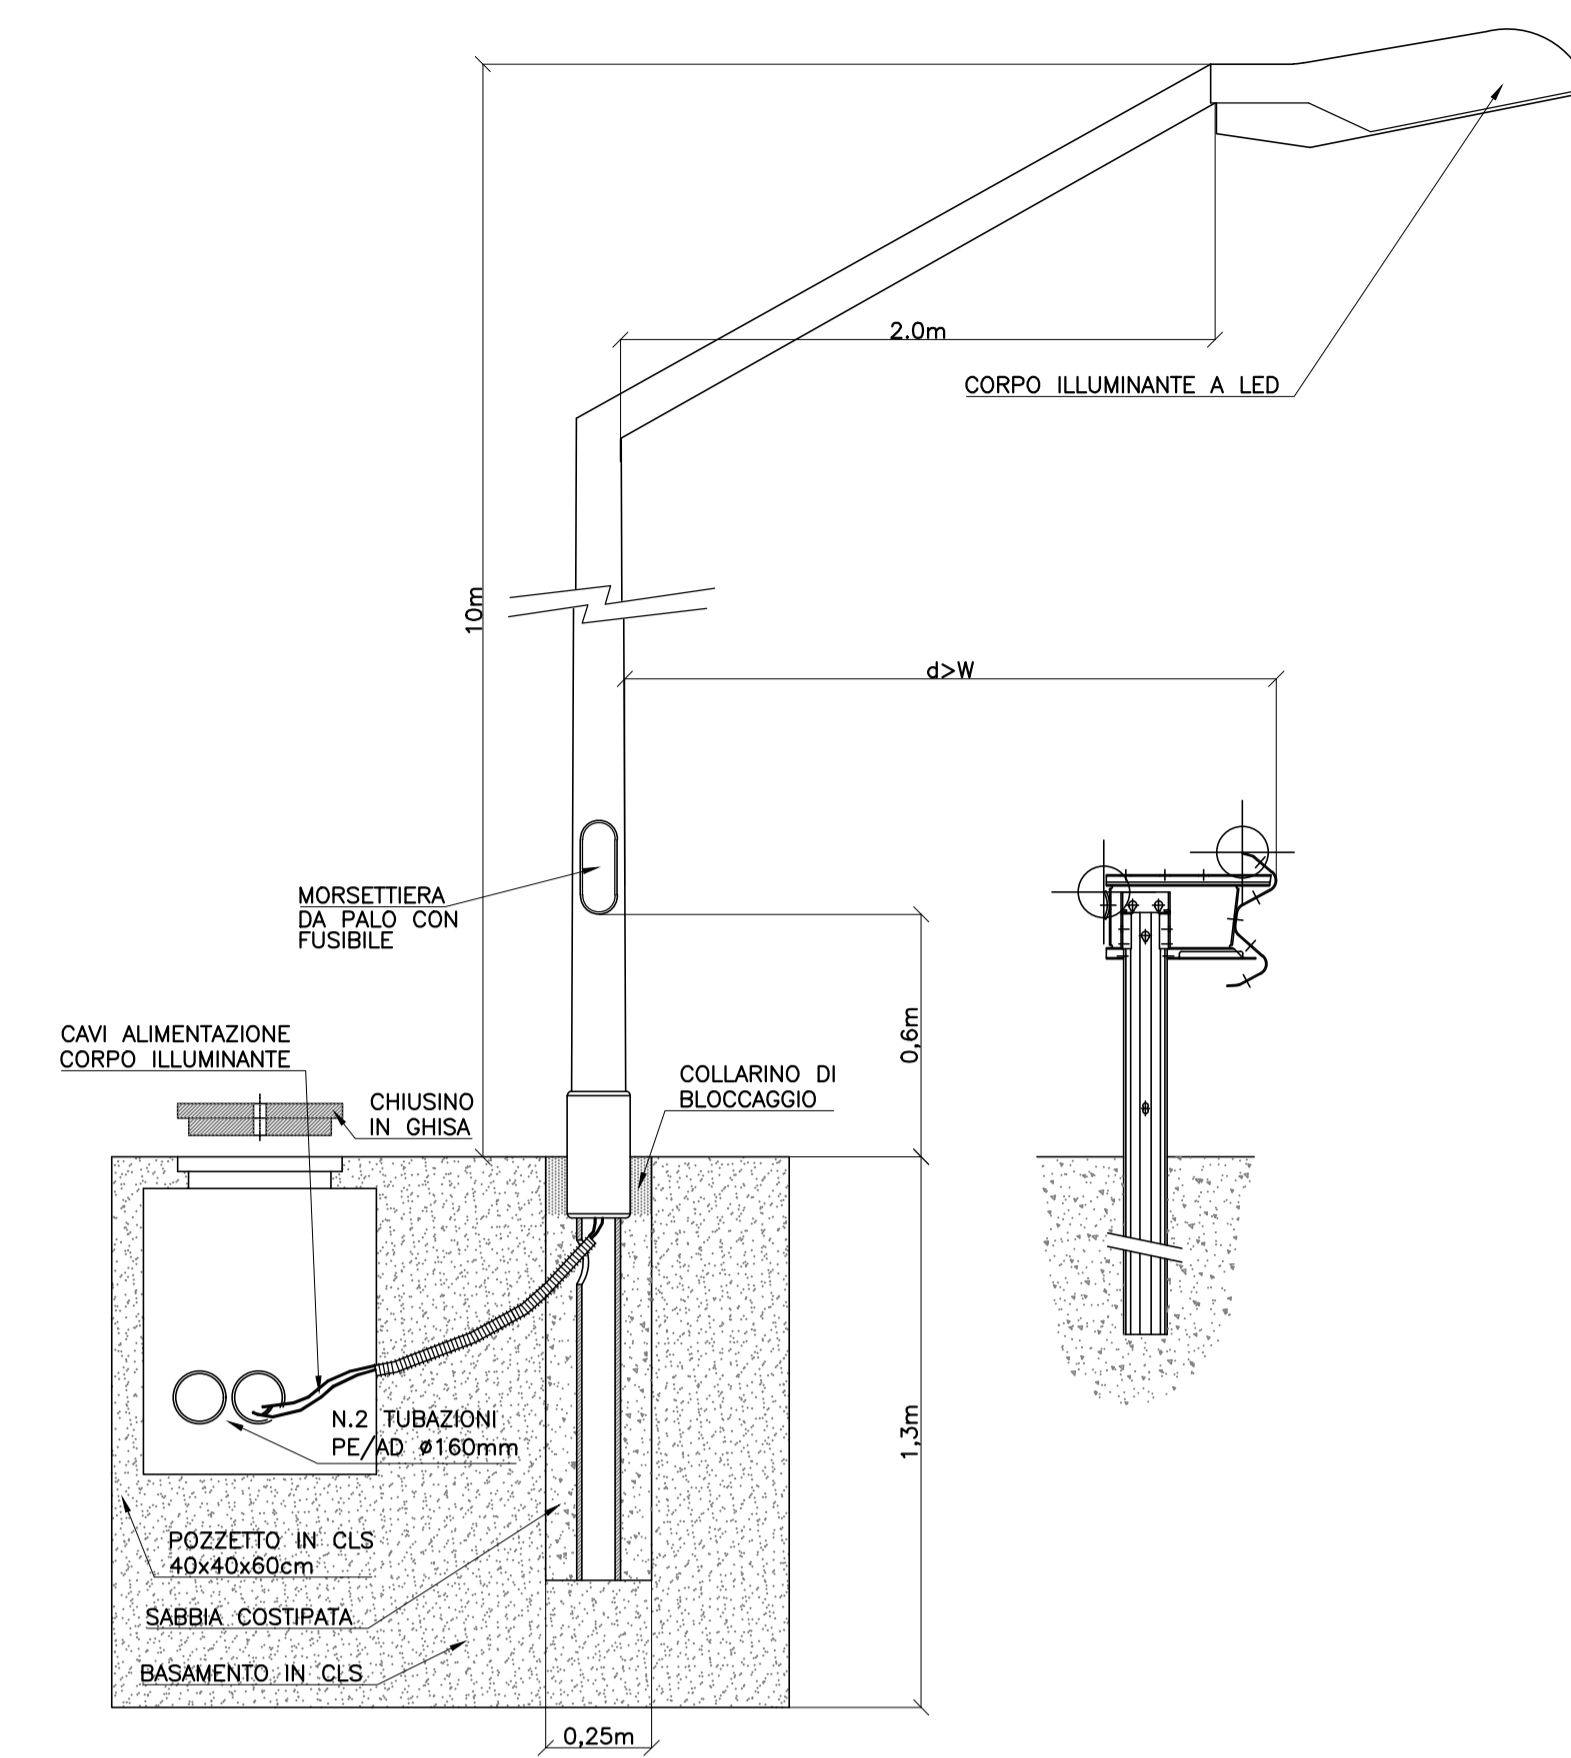 2.0m
CORPO ILLUMINANTE A LED
10m
d>W
MORSETTIERA
DA PALO CON
FUSIBILE
0,6m
CAVI ALIMENTAZIONE
CORPO ILLUMINANTE
COLLARINO DI
BLOCCAGGIO
CHIUSINO
IN GHISA
N.2 TUBAZIONI
PE/AD ø160mm
1,3m
POZZETTO IN CLS
40x40x60cm
SABBIA COSTIPATA
BASAMENTO IN CLS
0,25m